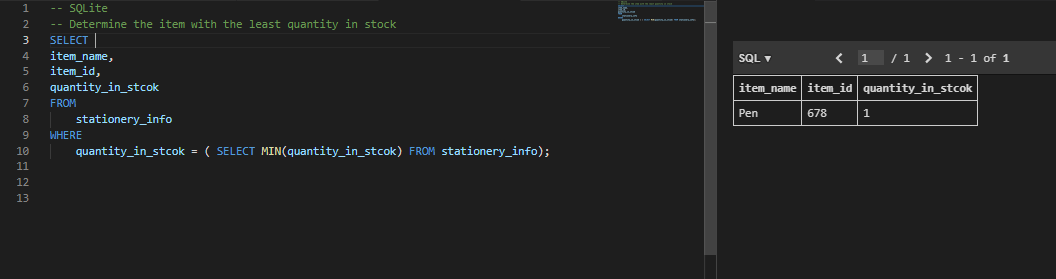 1 -- SQLite
2 -- Determine the item with the least quantity in stock
3 SELECT
4 item_name,
5 item_id,
6 quantity_in_stcok
7 FROM
8 stationery_info
9 WHERE
10 quantity_in_stcok = ( SELECT MIN(quantity_in_stcok) FROM stationery_info);
11
12
13
SQL ▼ < 1 / 1 > 1 - 1 of 1
item_name item_id quantity_in_stcok
Pen 678 1